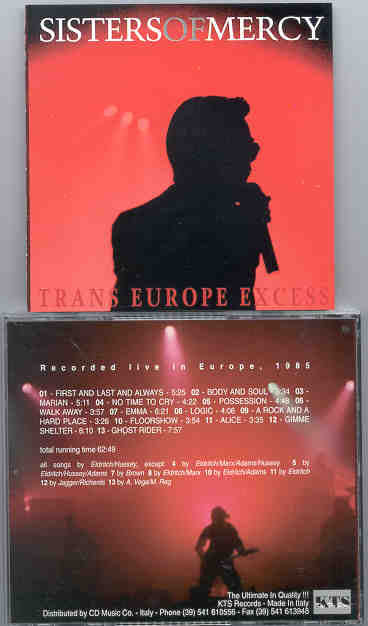 SISTERSOFMERCY
TRANS EUROPE EXCESS
Recorded live in Europe, 1985
01 - FIRST AND LAST AND ALWAYS - 5:25 02 - BODY AND SOUL - 3:34 03 -
MARIAN - 5:11 04 - NO TIME TO CRY - 4:22 05 - POSSESSION - 4:48 06 -
WALK AWAY - 3:57 07 - EMMA - 6:21 08 - LOGIC - 4:06 09 - A ROCK AND A
HARD PLACE - 3:26 10 - FLOORSHOW - 3:54 11 - ALICE - 3:35 12 - GIMME
SHELTER - 8:10 13 - GHOST RIDER - 7:57
total running time 62:49
all songs by Eldritch/Hussey, except: 4 by Eldritch/Marx/Adams/Hussey 5 by
Eldritch/Hussey/Adams 7 by Brown 8 by Eldritch/Marx 10 by Eldritch/Adams 11 by Eldritch
12 by Jagger/Richards 13 by A. Vega/M. Reg
The Ultimate In Quality !!!
KTS Records - Made In Italy
Distributed by CD Music Co. - Italy - Phone (39) 541 610556 - Fax (39) 541 613948
KTS